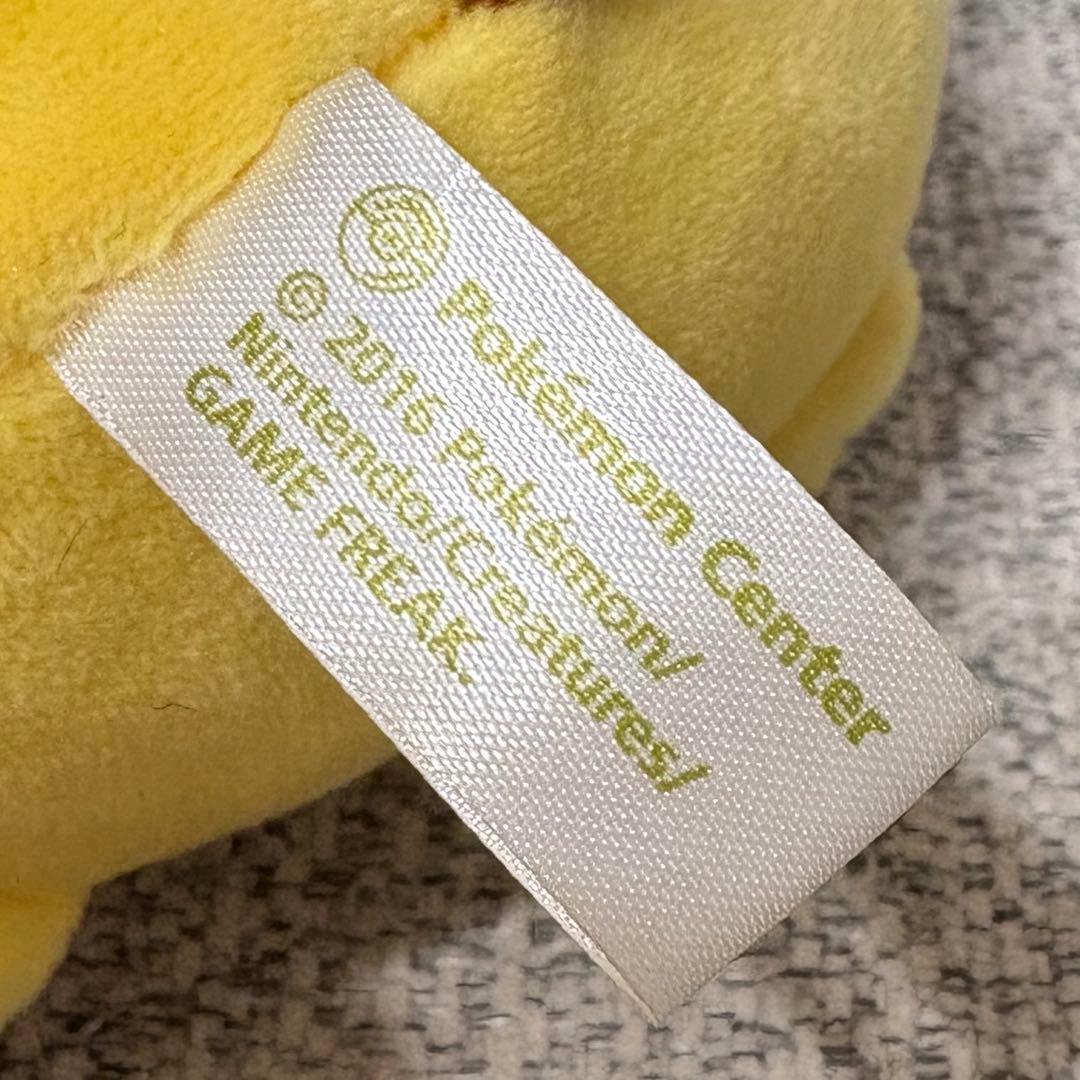 Pokémon Center
© 2016 Pokémon/
Nintendo/Creatures/
GAME FREAK.